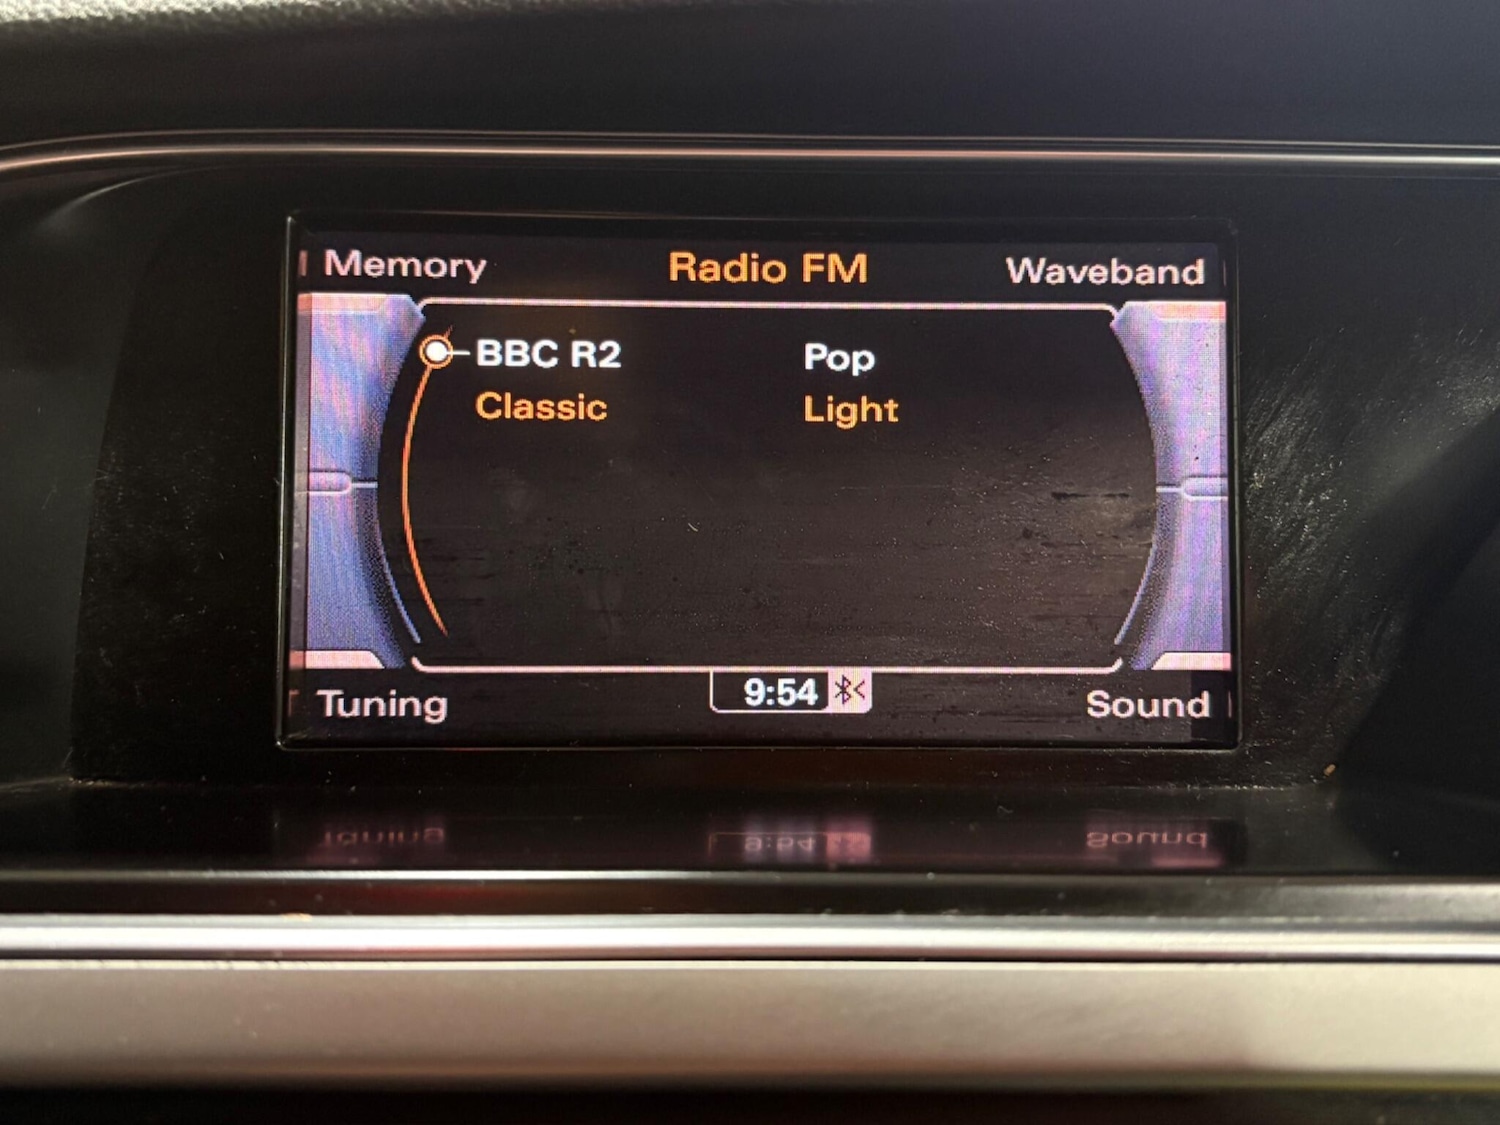 Memory Radio FM Waveband
BBC R2 Pop
Classic Light
9:54
Tuning Sound